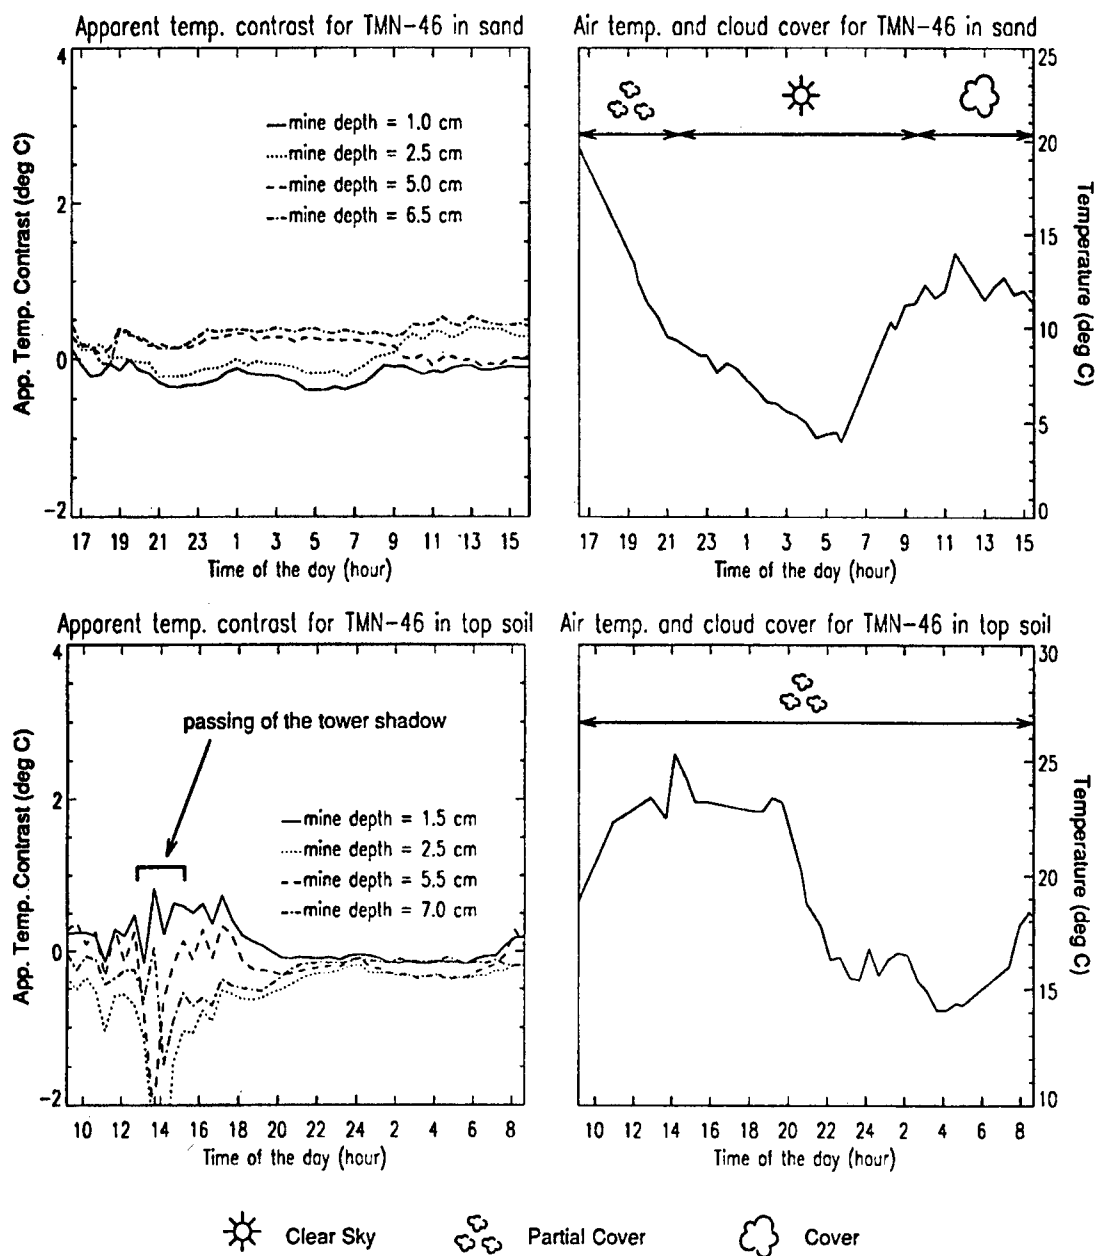 Apparent temp. contrast for TMN-46 in sand
4
2
0
-2
App. Temp. Contrast (deg C)
mine depth = 1.0 cm
mine depth = 2.5 cm
mine depth = 5.0 cm
mine depth = 6.5 cm
17 19 21 23 1 3 5 7 9 11 13 15
Time of the day (hour)
Air temp. and cloud cover for TMN-46 in sand
25
20
15
10
5
0
Temperature (deg C)
17 19 21 23 1 3 5 7 9 11 13 15
Time of the day (hour)
Apparent temp. contrast for TMN-46 in top soil
4
2
0
-2
App. Temp. Contrast (deg C)
passing of the tower shadow
mine depth = 1.5 cm
mine depth = 2.5 cm
mine depth = 5.5 cm
mine depth = 7.0 cm
10 12 14 16 18 20 22 24 2 4 6 8
Time of the day (hour)
Air temp. and cloud cover for TMN-46 in top soil
30
25
20
15
10
Temperature (deg C)
10 12 14 16 18 20 22 24 2 4 6 8
Time of the day (hour)
Clear Sky
Partial Cover
Cover